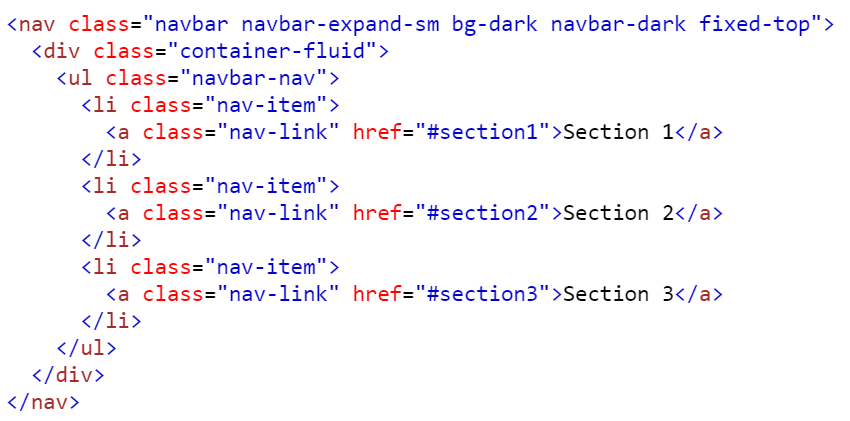 <nav class="navbar navbar-expand-sm bg-dark navbar-dark fixed-top">
  <div class="container-fluid">
    <ul class="navbar-nav">
      <li class="nav-item">
        <a class="nav-link" href="#section1">Section 1</a>
      </li>
      <li class="nav-item">
        <a class="nav-link" href="#section2">Section 2</a>
      </li>
      <li class="nav-item">
        <a class="nav-link" href="#section3">Section 3</a>
      </li>
    </ul>
  </div>
</nav>